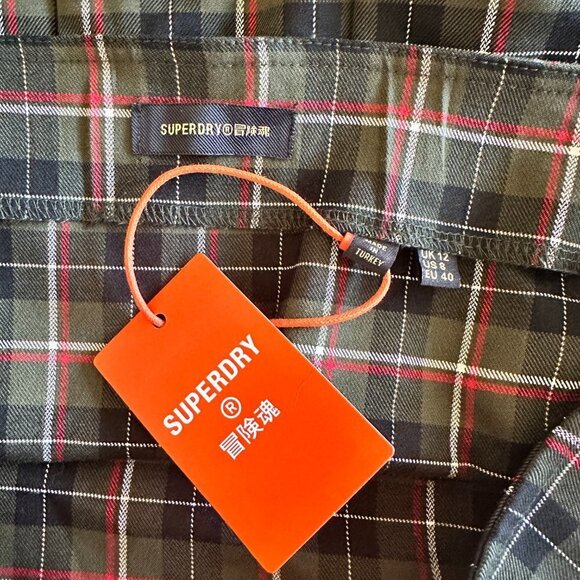 SUPERDRY®冒険魂
TURKEY
UK 12
US 8
EU 40
SUPERDRY
®
冒険魂